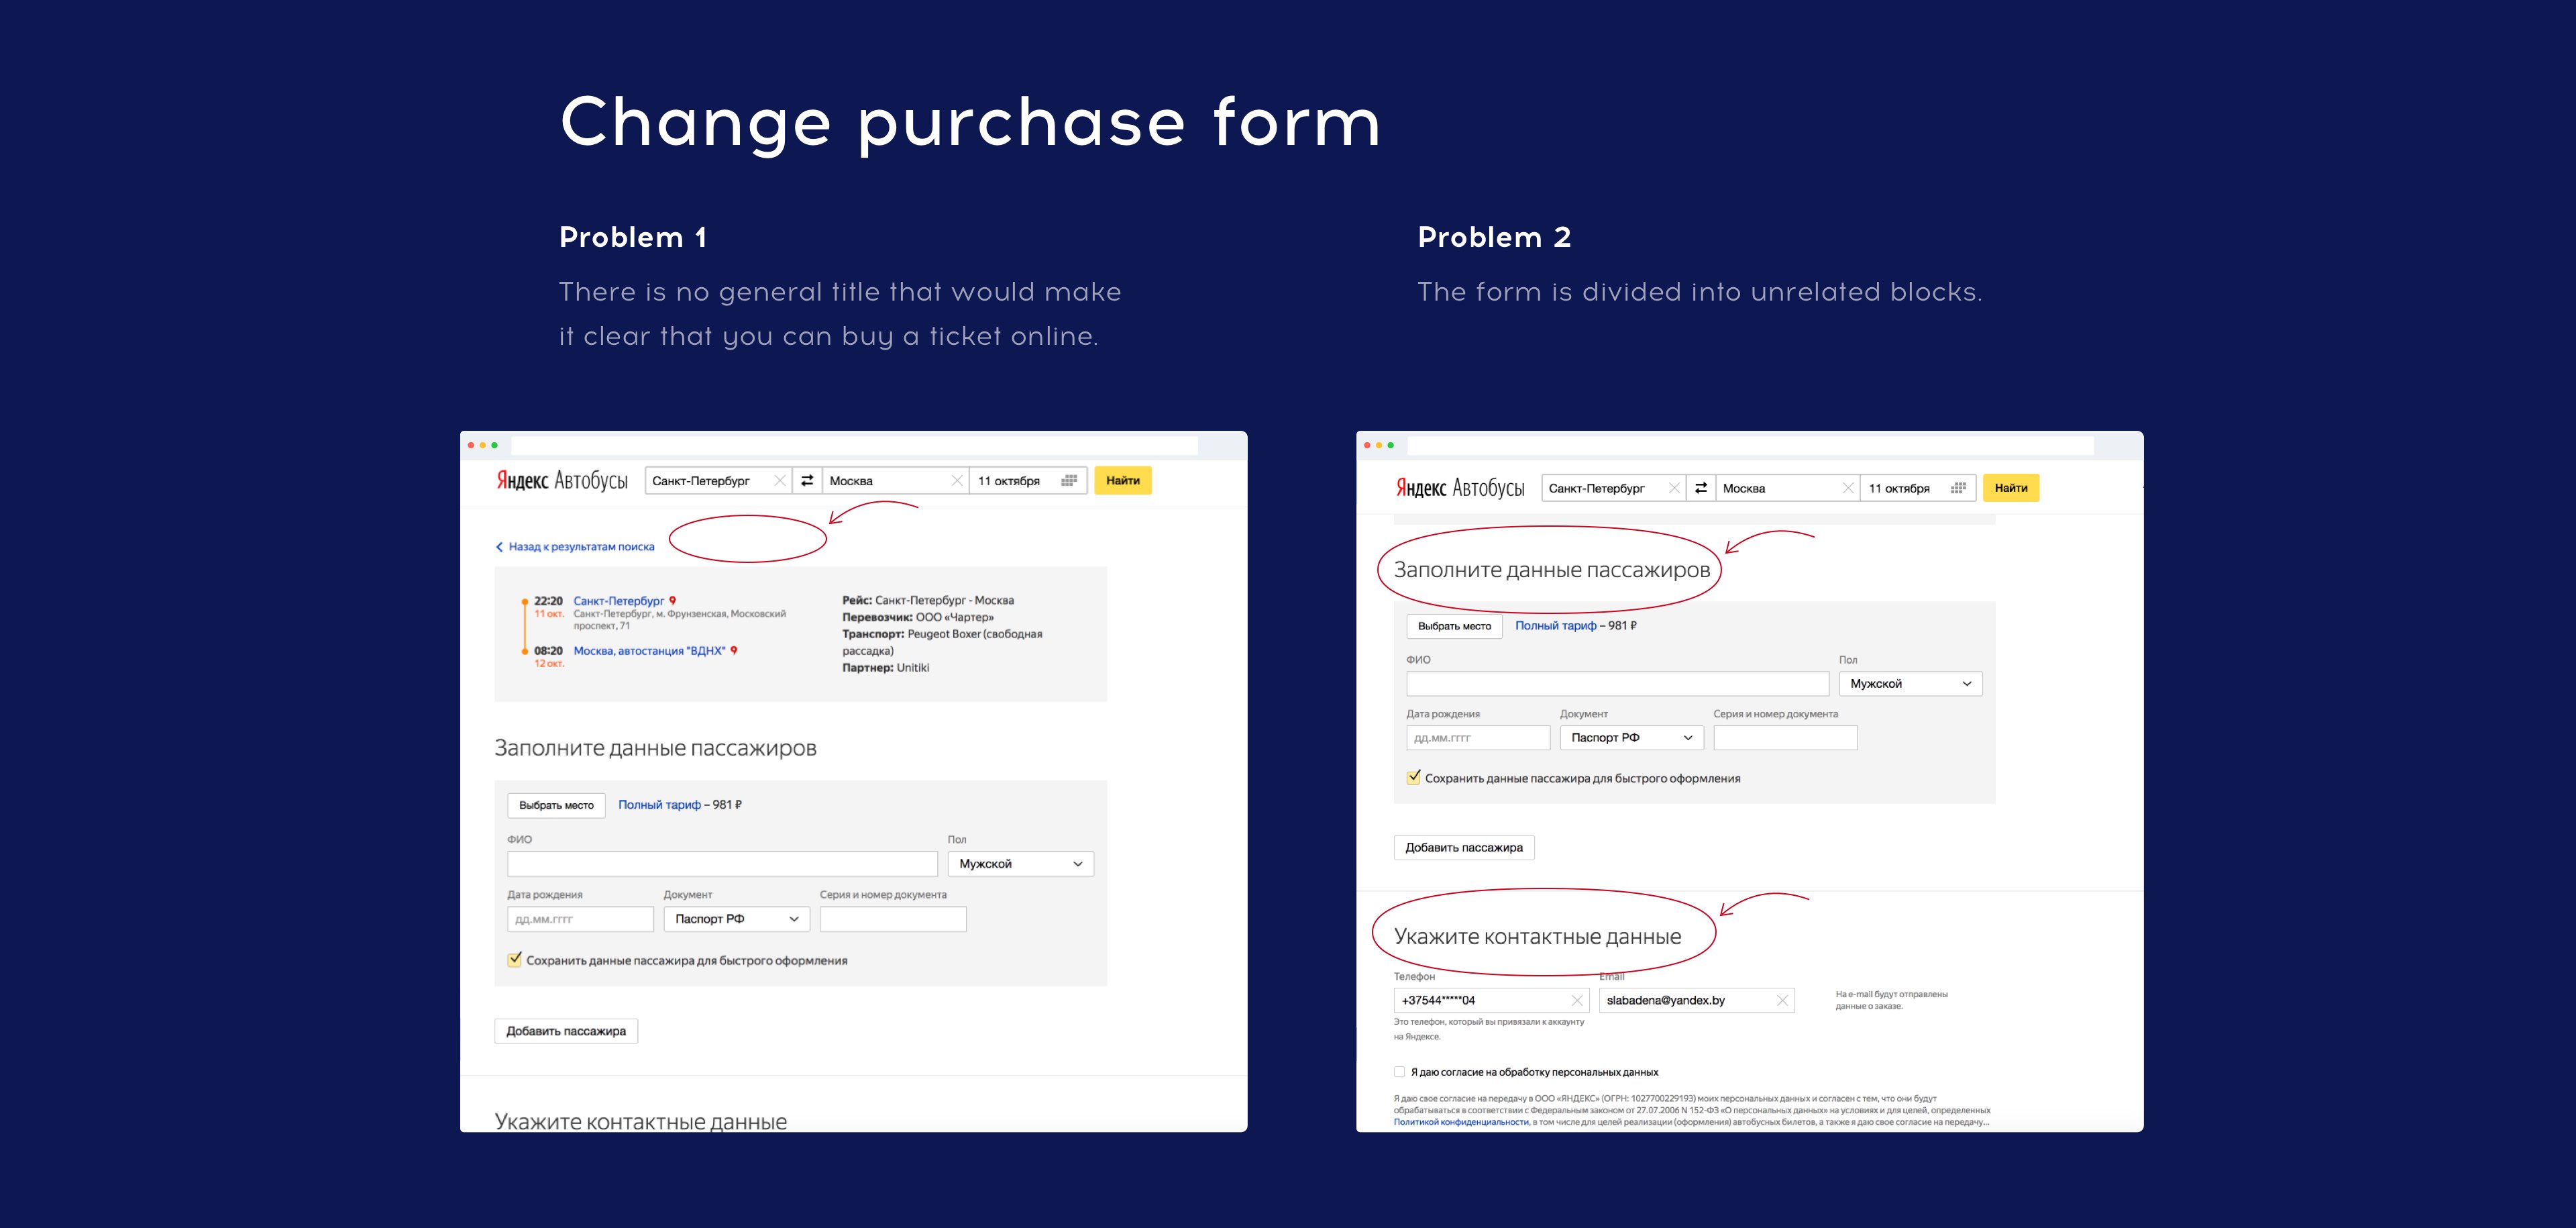 Change purchase form
Problem 1
There is no general title that would make
it clear that you can buy a ticket online.
Problem 2
The form is divided into unrelated blocks.
Яндекс Автобусы
Санкт-Петербург
Москва
11 октября
Найти
Назад к результатам поиска
22:20 Санкт-Петербург
11 окт. Санкт-Петербург, м. Фрунзенская, Московский
проспект, 71
08:20 Москва, автостанция "ВДНХ"
12 окт.
Рейс: Санкт-Петербург - Москва
Перевозчик: ООО «Чартер»
Транспорт: Peugeot Boxer (свободная
рассадка)
Партнер: Unitiki
Заполните данные пассажиров
Выбрать место Полный тариф – 981 ₽
ФИО Пол
Мужской
Дата рождения Документ Серия и номер документа
дд.мм.гггг Паспорт РФ
Сохранить данные пассажира для быстрого оформления
Добавить пассажира
Укажите контактные данные
Яндекс Автобусы
Санкт-Петербург
Москва
11 октября
Найти
Заполните данные пассажиров
Выбрать место Полный тариф – 981 ₽
ФИО Пол
Мужской
Дата рождения Документ Серия и номер документа
дд.мм.гггг Паспорт РФ
Сохранить данные пассажира для быстрого оформления
Добавить пассажира
Укажите контактные данные
Телефон Email
+37544*****04 slabadena@yandex.by
На e-mail будут отправлены
данные о заказе.
Это телефон, который вы привязали к аккаунту
на Яндексе.
Я даю согласие на обработку персональных данных
Я даю свое согласие на передачу в ООО «ЯНДЕКС» (ОГРН: 1027700229193) моих персональных данных и согласен с тем, что они будут
обрабатываться в соответствии с Федеральным законом от 27.07.2006 N 152-ФЗ «О персональных данных» на условиях и для целей, определенных
Политикой конфиденциальности, в том числе для целей реализации (оформления) автобусных билетов, а также я даю свое согласие на передачу...